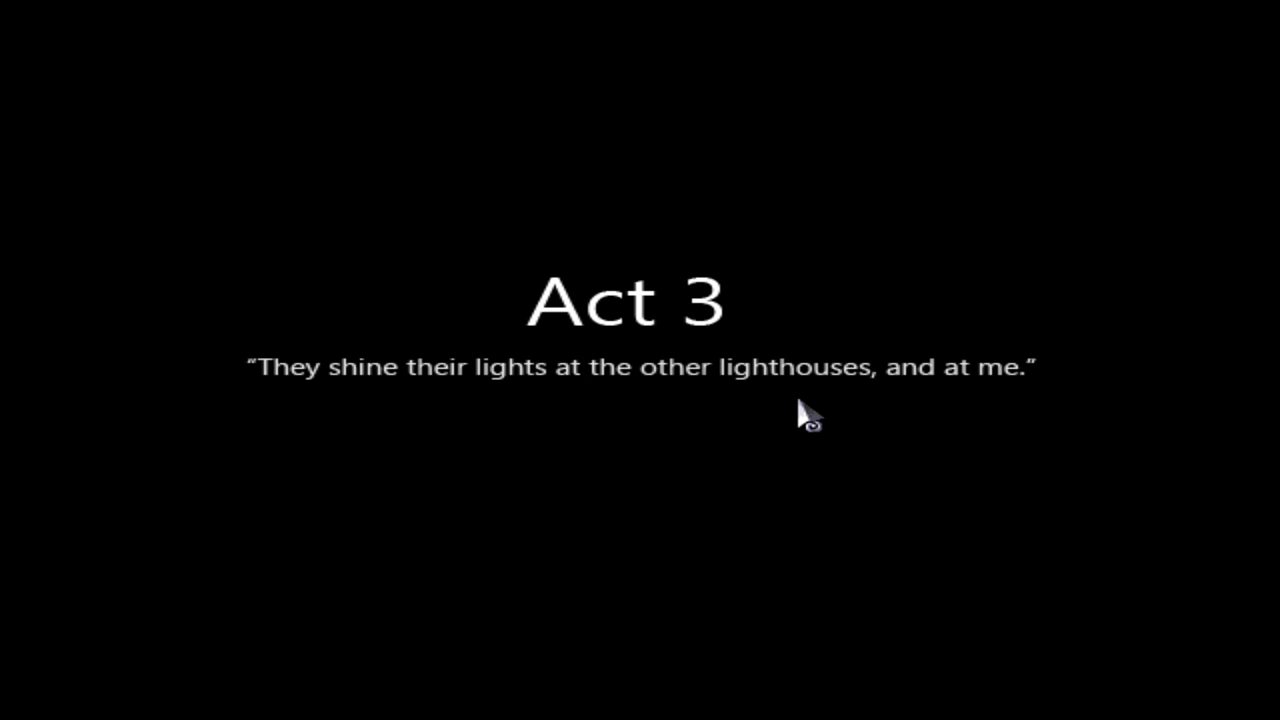 Act 3
“They shine their lights at the other lighthouses, and at me.”